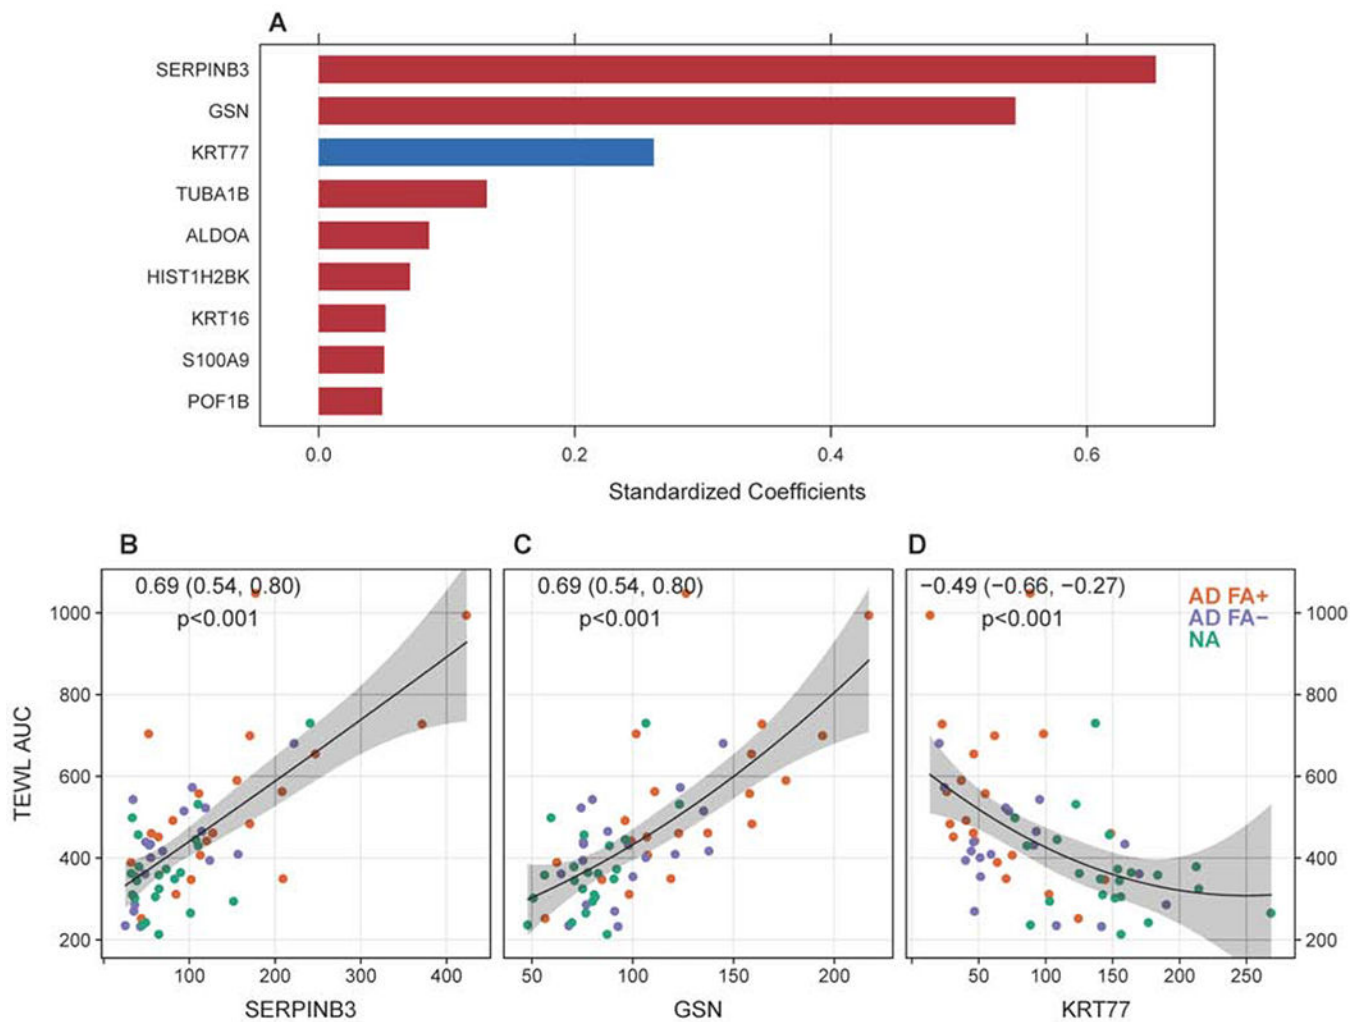 A
SERPINB3
GSN
KRT77
TUBA1B
ALDOA
HIST1H2BK
KRT16
S100A9
POF1B
0.0 0.2 0.4 0.6
Standardized Coefficients
B C D
0.69 (0.54, 0.80) 0.69 (0.54, 0.80) −0.49 (−0.66, −0.27)
p<0.001 p<0.001 p<0.001
AD FA+
AD FA−
NA
TEWL AUC
1000 1000
800 800
600 600
400 400
200 200
100 200 300 400 50 100 150 200 50 100 150 200 250
SERPINB3 GSN KRT77